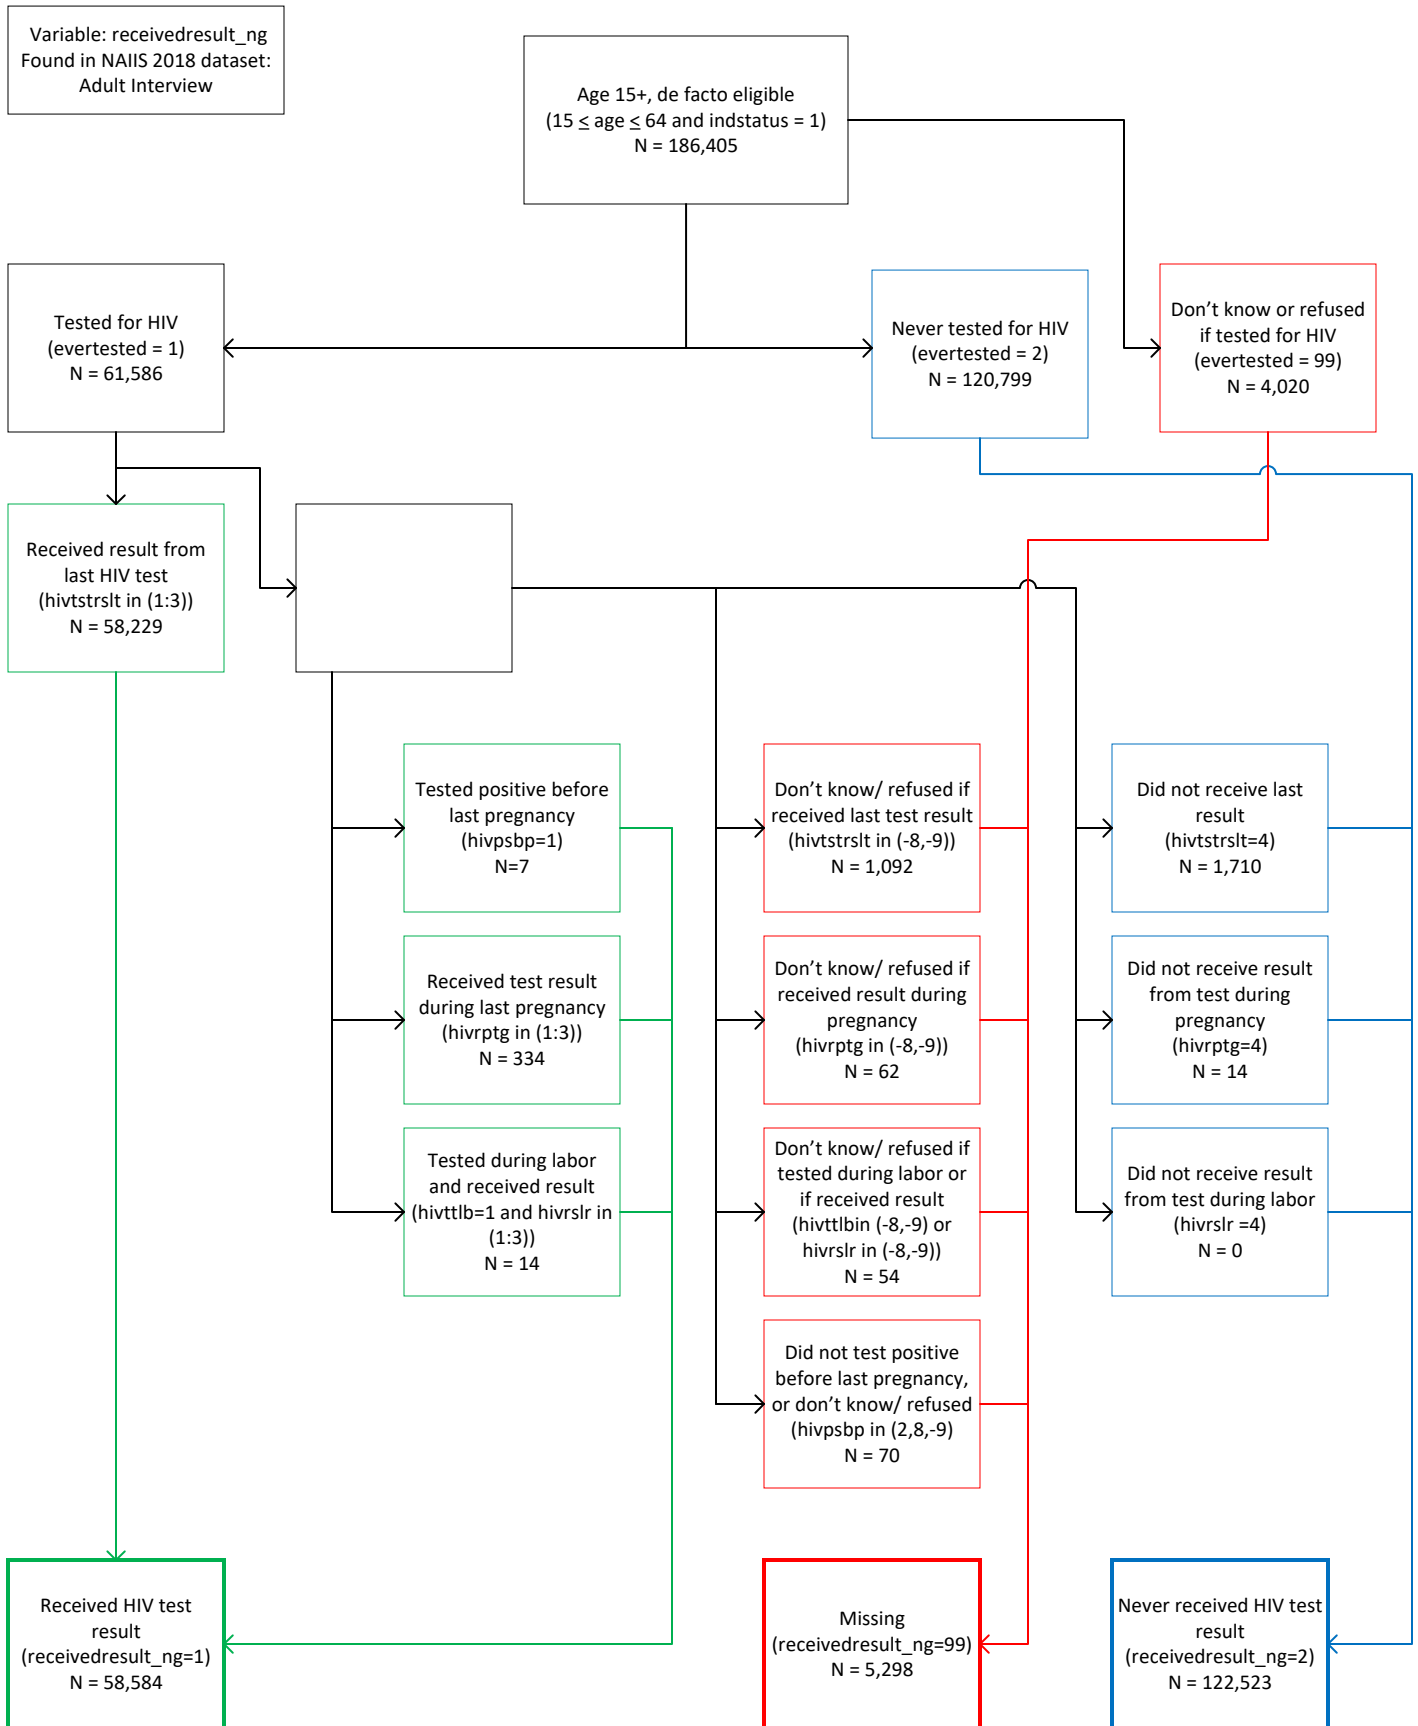 Variable: receivedresult_ng
Found in NAIIS 2018 dataset:
Adult Interview
Age 15+, de facto eligible
(15 ≤ age ≤ 64 and indstatus = 1)
N = 186,405
Tested for HIV
(evertested = 1)
N = 61,586
Never tested for HIV
(evertested = 2)
N = 120,799
Don’t know or refused
if tested for HIV
(evertested = 99)
N = 4,020
Received result from
last HIV test
(hivtstrslt in (1:3))
N = 58,229
Tested positive before
last pregnancy
(hivpsbp=1)
N=7
Don’t know/ refused if
received last test result
(hivtstrslt in (-8,-9))
N = 1,092
Did not receive last
result
(hivtstrslt=4)
N = 1,710
Received test result
during last pregnancy
(hivrptg in (1:3))
N = 334
Don’t know/ refused if
received result during
pregnancy
(hivrptg in (-8,-9))
N = 62
Did not receive result
from test during
pregnancy
(hivrptg=4)
N = 14
Tested during labor
and received result
(hivttlb=1 and hivrslr in
(1:3))
N = 14
Don’t know/ refused if
tested during labor or
if received result
(hivttlbin (-8,-9) or
hivrslr in (-8,-9))
N = 54
Did not receive result
from test during labor
(hivrslr =4)
N = 0
Did not test positive
before last pregnancy,
or don’t know/ refused
(hivpsbp in (2,8,-9)
N = 70
Received HIV test
result
(receivedresult_ng=1)
N = 58,584
Missing
(receivedresult_ng=99)
N = 5,298
Never received HIV test
result
(receivedresult_ng=2)
N = 122,523